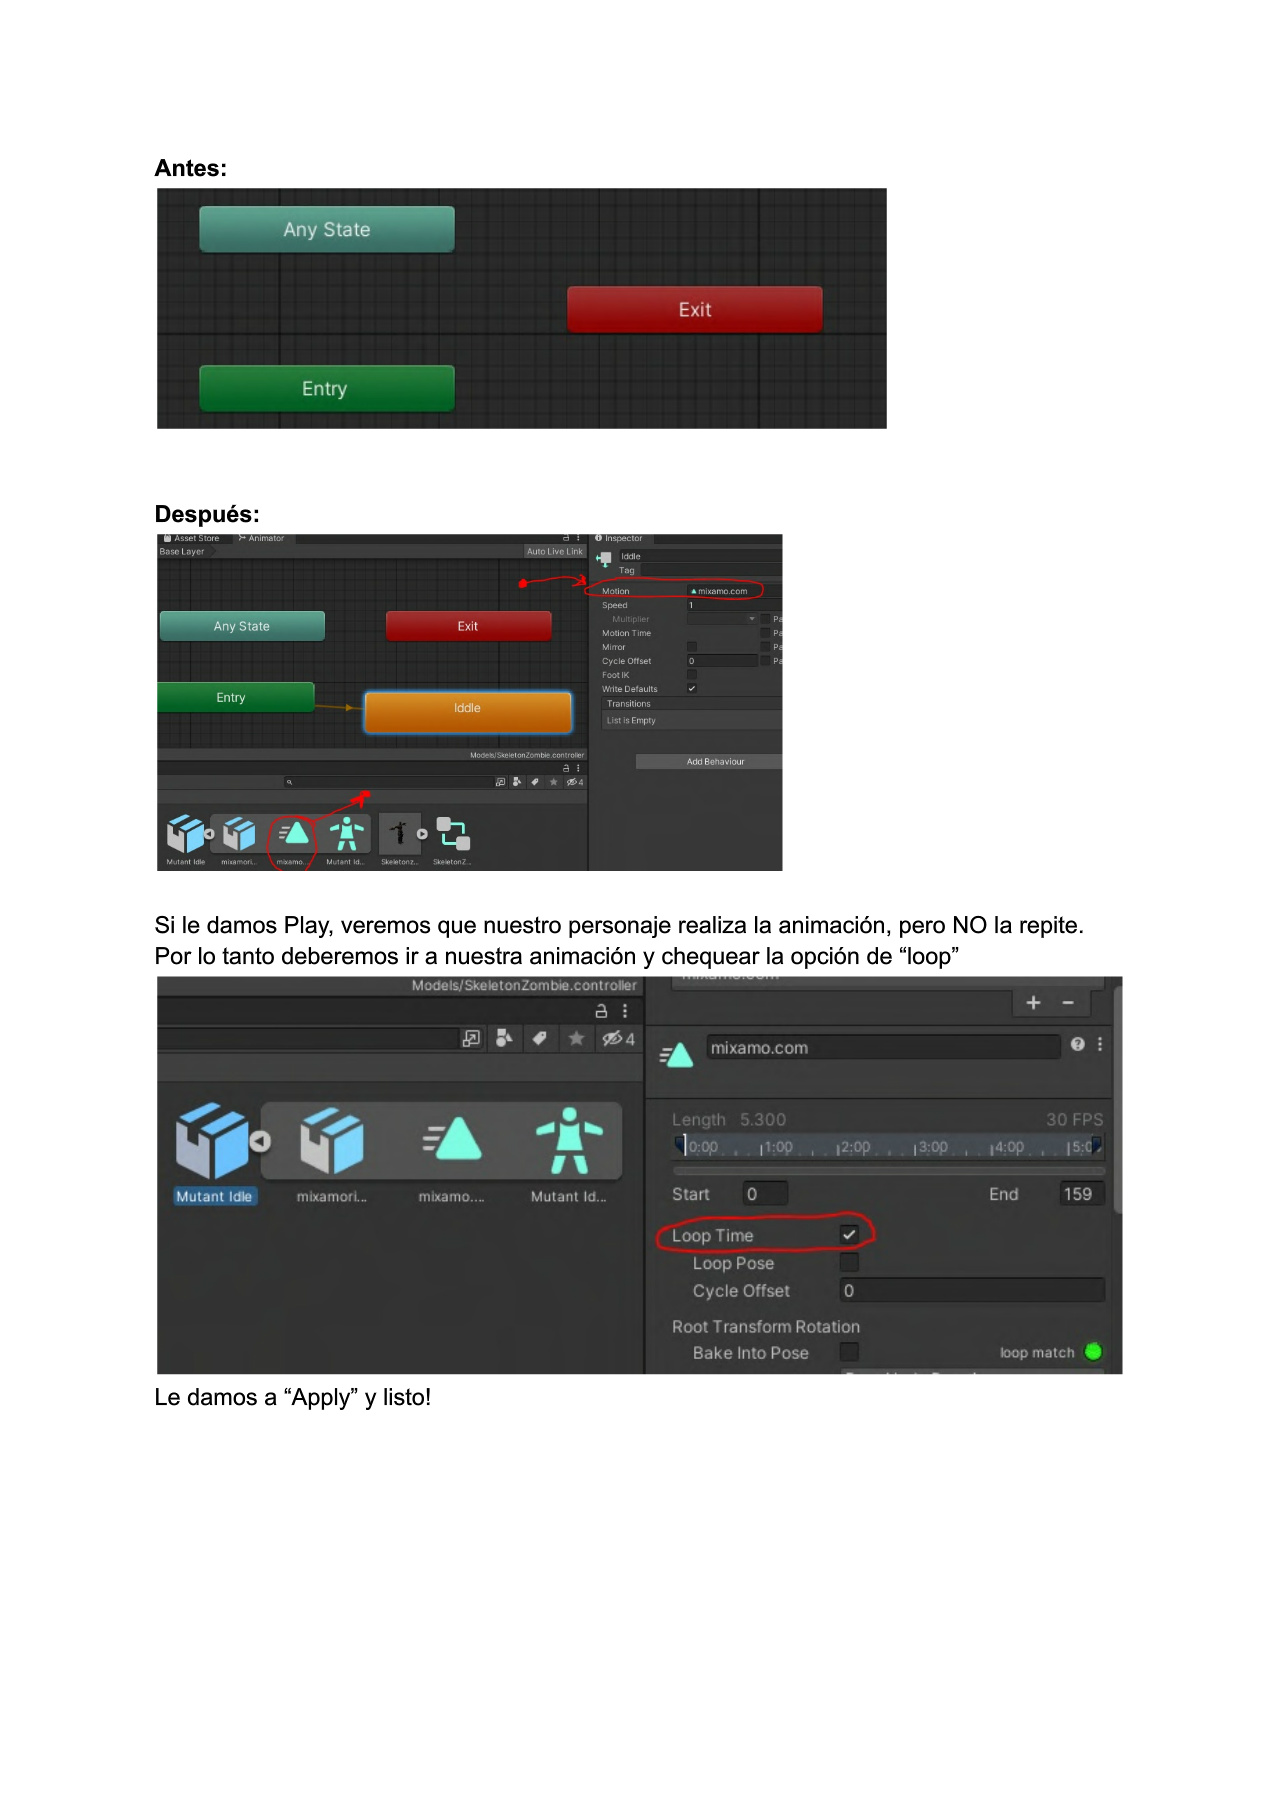 Antes:
Any State
Exit
Entry
Después:
Asset Store Animator
Base Layer Auto Live Link
Any State Exit
Entry Iddle
Models/SkeletonZombie.controller
4
Mutant Idle mixamori... mixamo... Mutant Id... Skeletonz... SkeletonZ...
Inspector
Iddle
Tag
Motion mixamo.com
Speed 1
Multiplier Pa
Motion Time Pa
Mirror Pa
Cycle Offset 0 Pa
Foot IK
Write Defaults
Transitions
List is Empty
Add Behaviour
Si le damos Play, veremos que nuestro personaje realiza la animación, pero NO la repite.
Por lo tanto deberemos ir a nuestra animación y chequear la opción de “loop”
Models/SkeletonZombie.controller
4
Mutant Idle mixamori... mixamo.... Mutant Id...
mixamo.com
+ −
mixamo.com
Length 5.300 30 FPS
0:00 1:00 2:00 3:00 4:00 5:0
Start 0 End 159
Loop Time
Loop Pose
Cycle Offset 0
Root Transform Rotation
Bake Into Pose loop match
Le damos a “Apply” y listo!